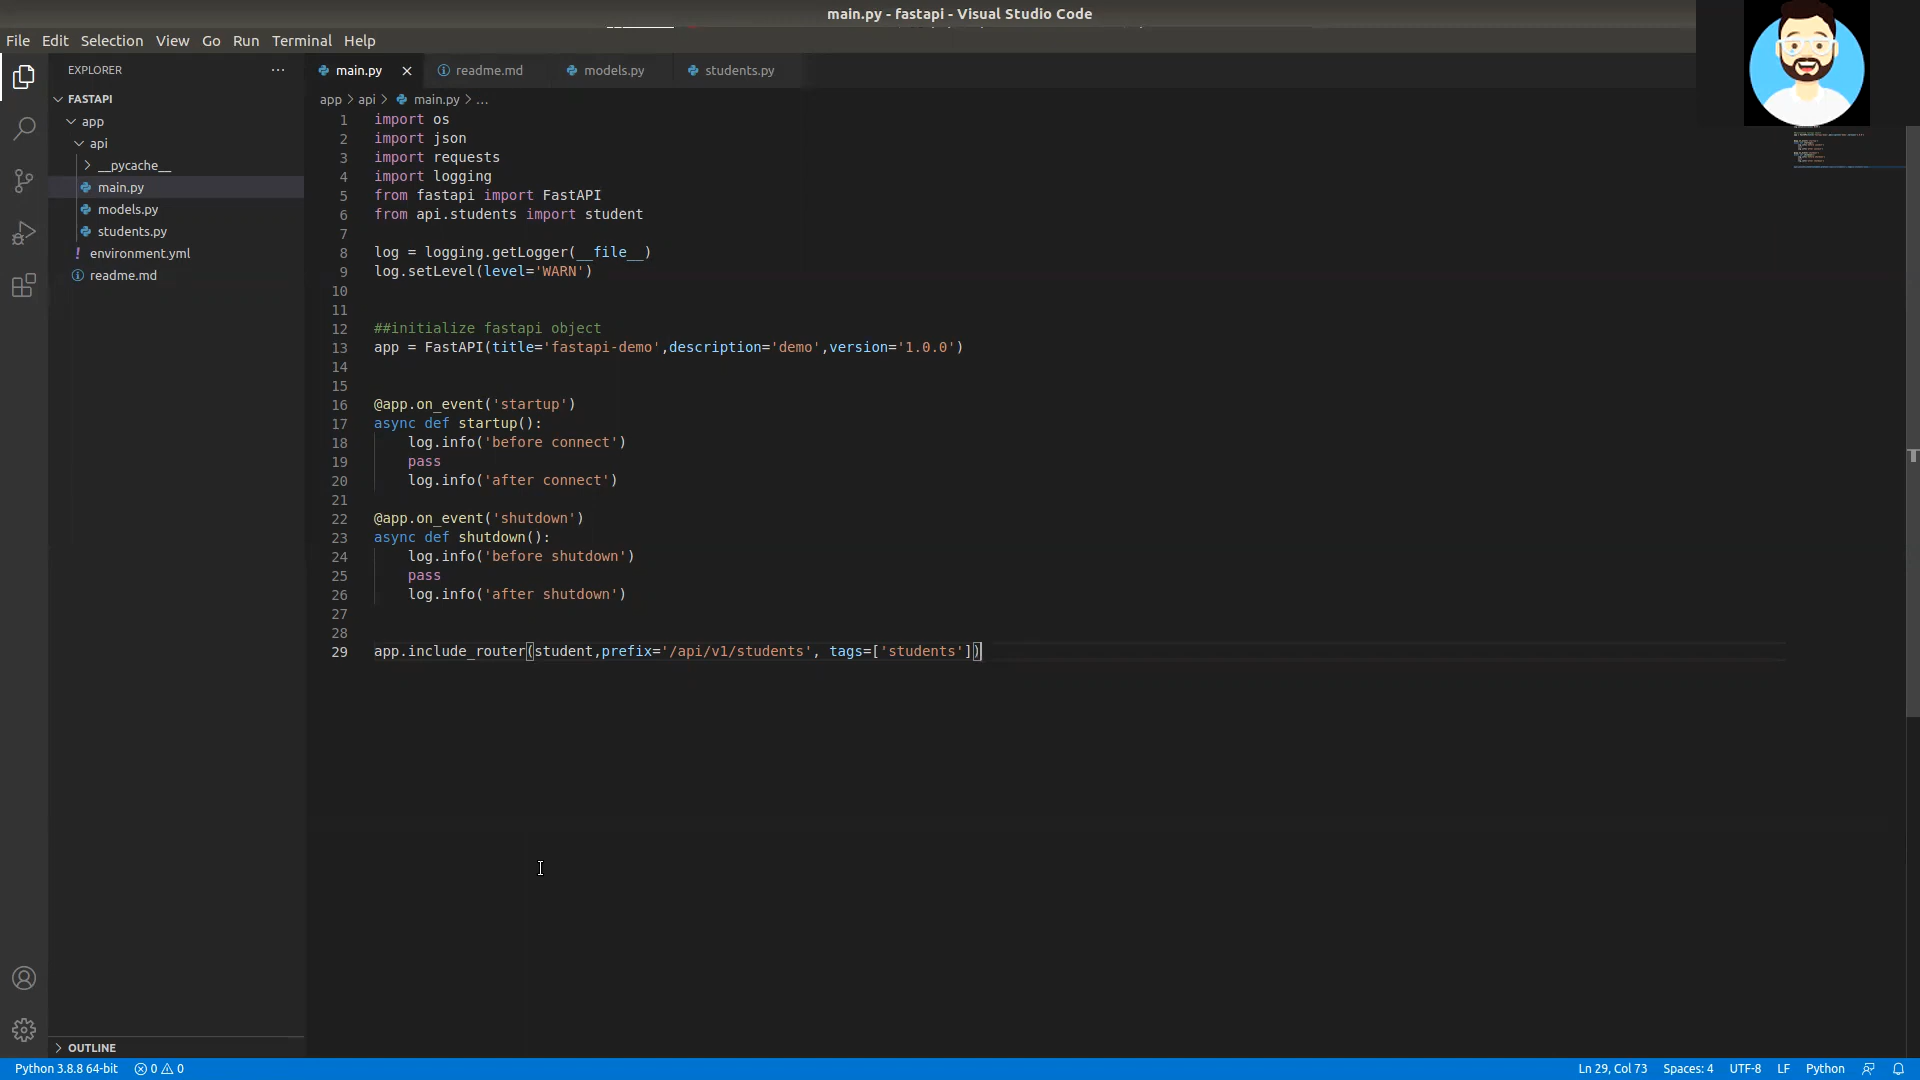 main.py - fastapi - Visual Studio Code
File Edit Selection View Go Run Terminal Help
EXPLORER ...
FASTAPI
app
api
__pycache__
main.py
models.py
students.py
! environment.yml
readme.md
OUTLINE
main.py readme.md models.py students.py
app > api > main.py > ...
1 import os
2 import json
3 import requests
4 import logging
5 from fastapi import FastAPI
6 from api.students import student
7
8 log = logging.getLogger(__file__)
9 log.setLevel(level='WARN')
10
11
12 ##initialize fastapi object
13 app = FastAPI(title='fastapi-demo',description='demo',version='1.0.0')
14
15
16 @app.on_event('startup')
17 async def startup():
18 log.info('before connect')
19 pass
20 log.info('after connect')
21
22 @app.on_event('shutdown')
23 async def shutdown():
24 log.info('before shutdown')
25 pass
26 log.info('after shutdown')
27
28
29 app.include_router(student,prefix='/api/v1/students', tags=['students'])
Python 3.8.8 64-bit 0 0 Ln 29, Col 73 Spaces: 4 UTF-8 LF Python